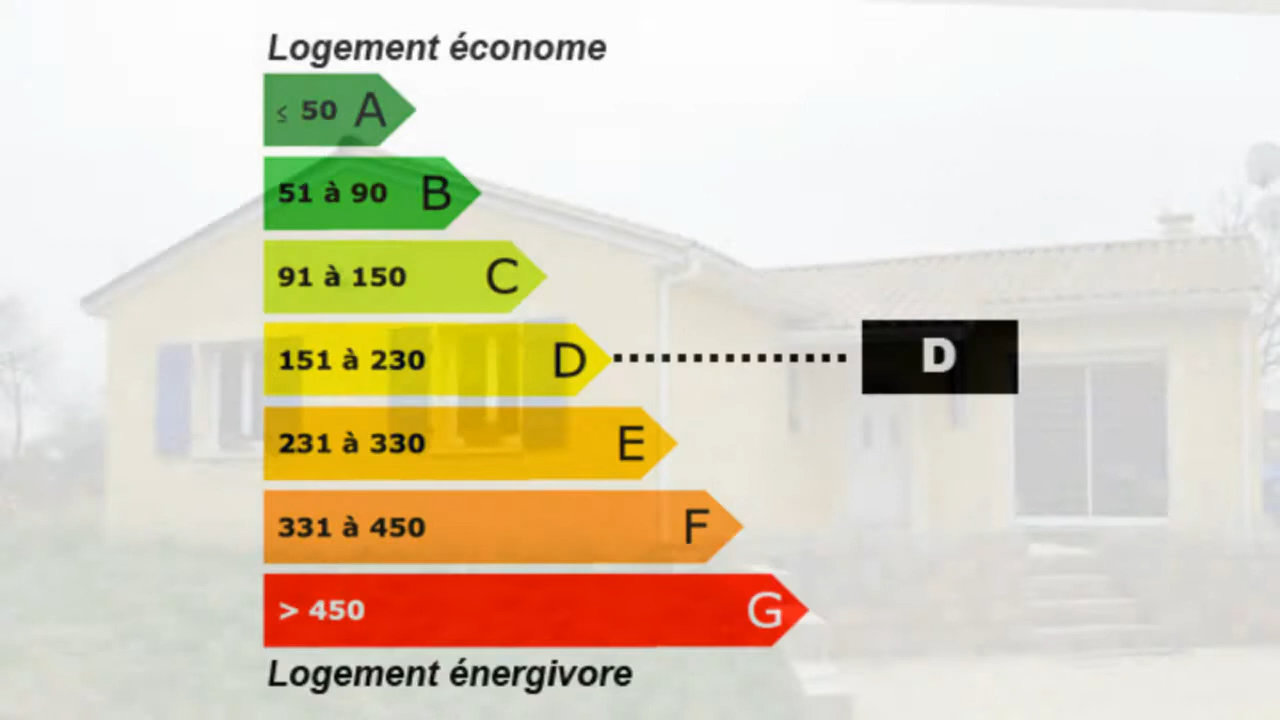 Logement économe
≤ 50 A
51 à 90 B
91 à 150 C
151 à 230 D
D
231 à 330 E
331 à 450 F
> 450 G
Logement énergivore